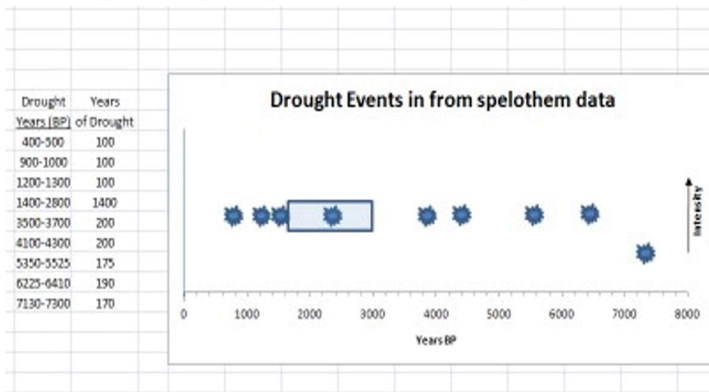 Drought Years
Years (BP) of Drought
400-500 100
900-1000 100
1200-1300 100
1400-2800 1400
3500-3700 200
4100-4300 200
5350-5525 175
6225-6410 190
7130-7300 170
Drought Events in from spelothem data
Intensity
0 1000 2000 3000 4000 5000 6000 7000 8000
Years BP